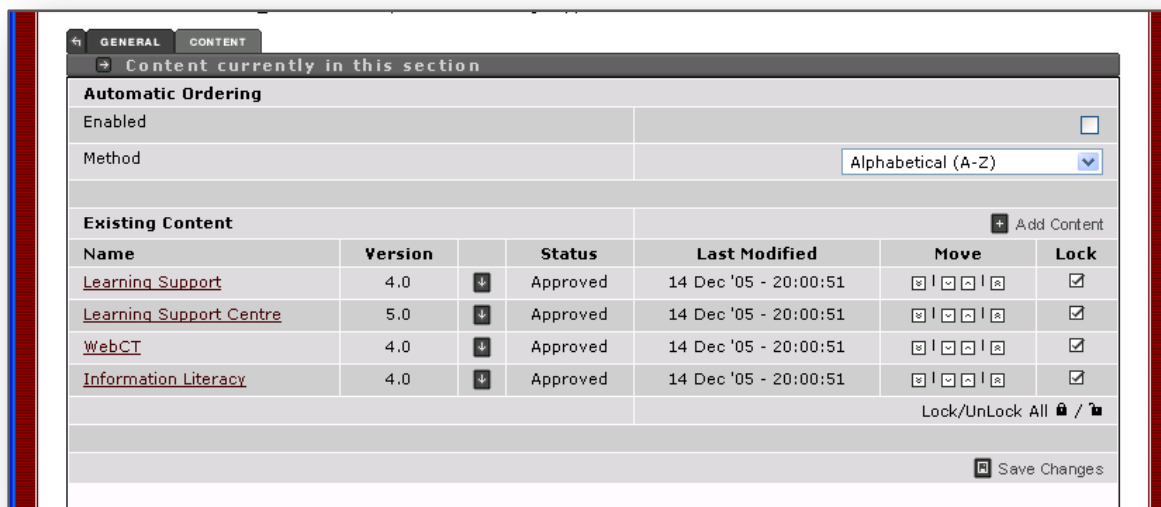 GENERAL CONTENT
Content currently in this section
Automatic Ordering
Enabled
Method Alphabetical (A-Z)
Existing Content Add Content
Name Version Status Last Modified Move Lock
Learning Support 4.0 Approved 14 Dec '05 - 20:00:51
Learning Support Centre 5.0 Approved 14 Dec '05 - 20:00:51
WebCT 4.0 Approved 14 Dec '05 - 20:00:51
Information Literacy 4.0 Approved 14 Dec '05 - 20:00:51
Lock/UnLock All /
Save Changes